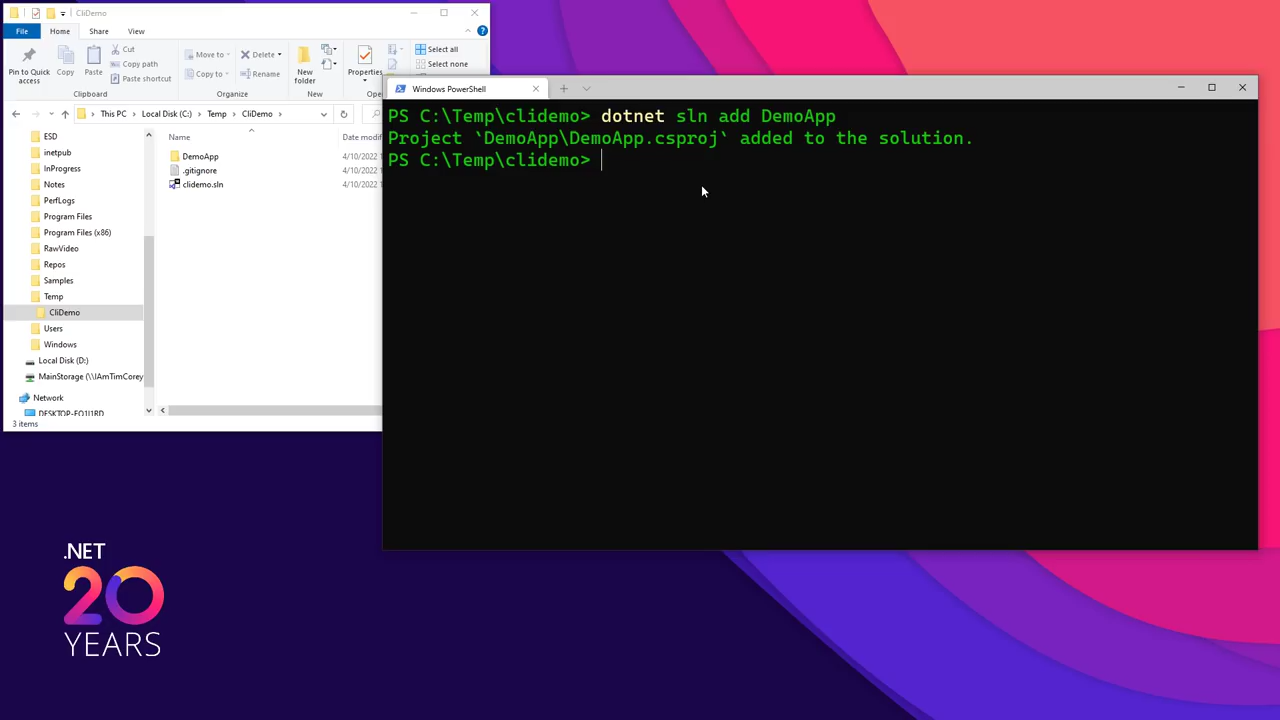 CliDemo
File Home Share View
Pin to Quick access
Copy
Paste
Cut
Copy path
Paste shortcut
Clipboard
Move to
Copy to
Delete
Rename
Organize
New folder
New
Properties
Select all
Select none
This PC > Local Disk (C:) > Temp > CliDemo >
ESD
inetpub
InProgress
Notes
PerfLogs
Program Files
Program Files (x86)
RawVideo
Repos
Samples
Temp
CliDemo
Users
Windows
Local Disk (D:)
MainStorage (\\IAmTimCorey
Network
DESKTOP-FQ1J1RD
Name
DemoApp 4/10/2022 1
.gitignore 4/10/2022 1
clidemo.sln 4/10/2022 1
3 items
Windows PowerShell
PS C:\Temp\clidemo> dotnet sln add DemoApp
Project `DemoApp\DemoApp.csproj` added to the solution.
PS C:\Temp\clidemo>
.NET
20
YEARS